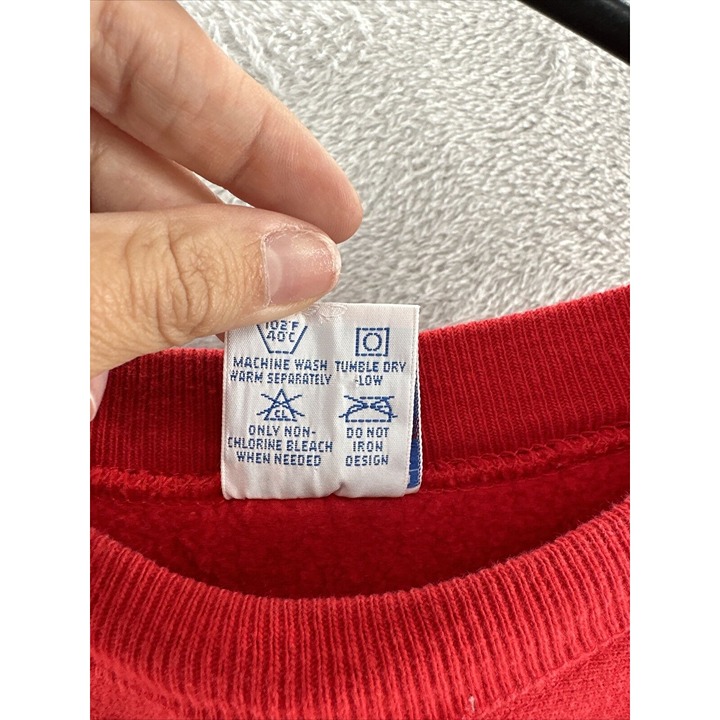 102°F
40°C
MACHINE WASH
WARM SEPARATELY
TUMBLE DRY
-LOW
CL
ONLY NON-
CHLORINE BLEACH
WHEN NEEDED
DO NOT
IRON
DESIGN